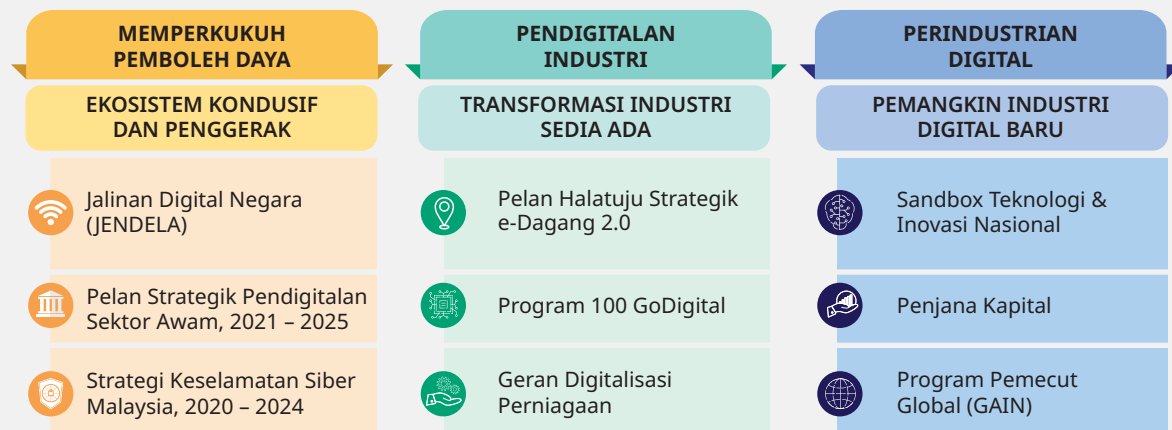 MEMPERKUKUH
PEMBOLEH DAYA
EKOSISTEM KONDUSIF
DAN PENGGERAK
Jalinan Digital Negara
(JENDELA)
Pelan Strategik Pendigitalan
Sektor Awam, 2021 – 2025
Strategi Keselamatan Siber
Malaysia, 2020 – 2024
PENDIGITALAN
INDUSTRI
TRANSFORMASI INDUSTRI
SEDIA ADA
Pelan Halatuju Strategik
e-Dagang 2.0
Program 100 GoDigital
Geran Digitalisasi
Perniagaan
PERINDUSTRIAN
DIGITAL
PEMANGKIN INDUSTRI
DIGITAL BARU
Sandbox Teknologi &
Inovasi Nasional
Penjana Kapital
Program Pemecut
Global (GAIN)